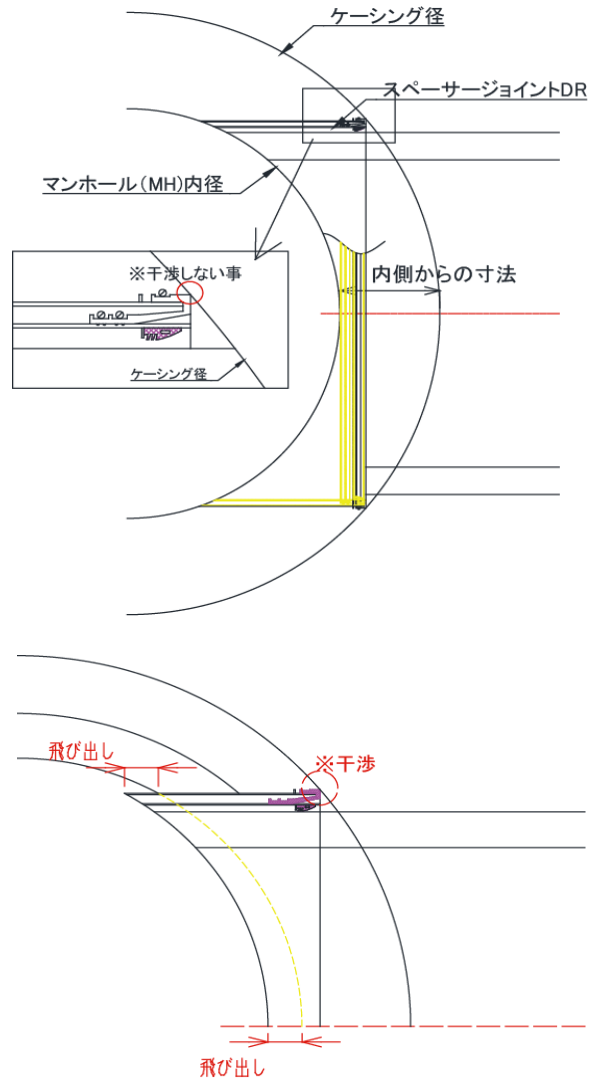 ケーシング径
スペーサージョイントDR
マンホール(MH)内径
※干渉しない事
内側からの寸法
ケーシング径
飛び出し
※干渉
飛び出し